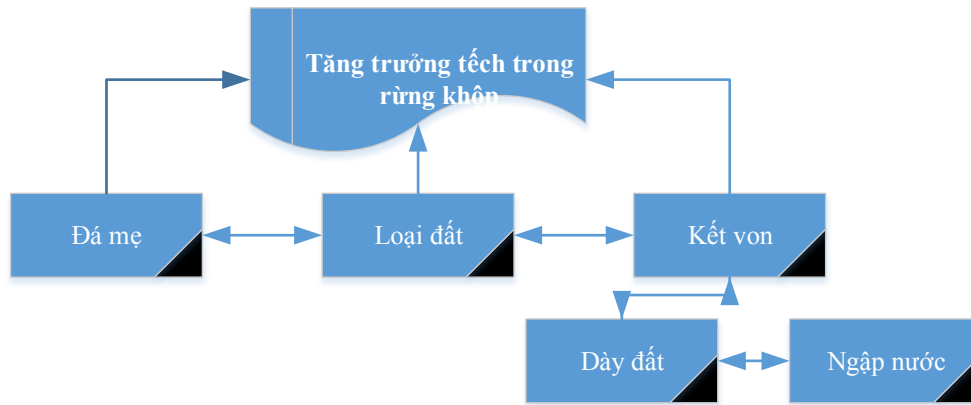 Tăng trưởng tếch trong
rừng khộp
Đá mẹ
Loại đất
Kết von
Dày đất
Ngập nước